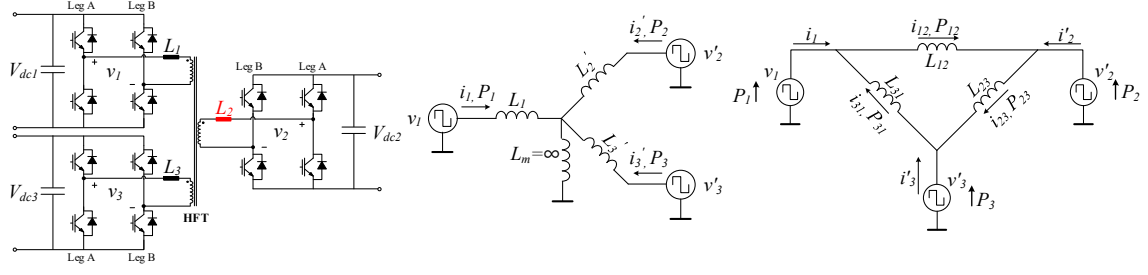 Leg A
Leg B
L1
Vdc1
+
v1
−
Leg B
Leg A
L2
+
v2
−
Vdc2
L3
Vdc3
+
v3
−
HFT
Leg A
Leg B
i1, P1
L1
v1
Lm=∞
L2'
i2', P2
v'2
L3'
i3', P3
v'3
i1
i12, P12
L12
i'2
v1
P1
L31
i31, P31
L23
i23, P23
v'2
P2
i'3
v'3
P3